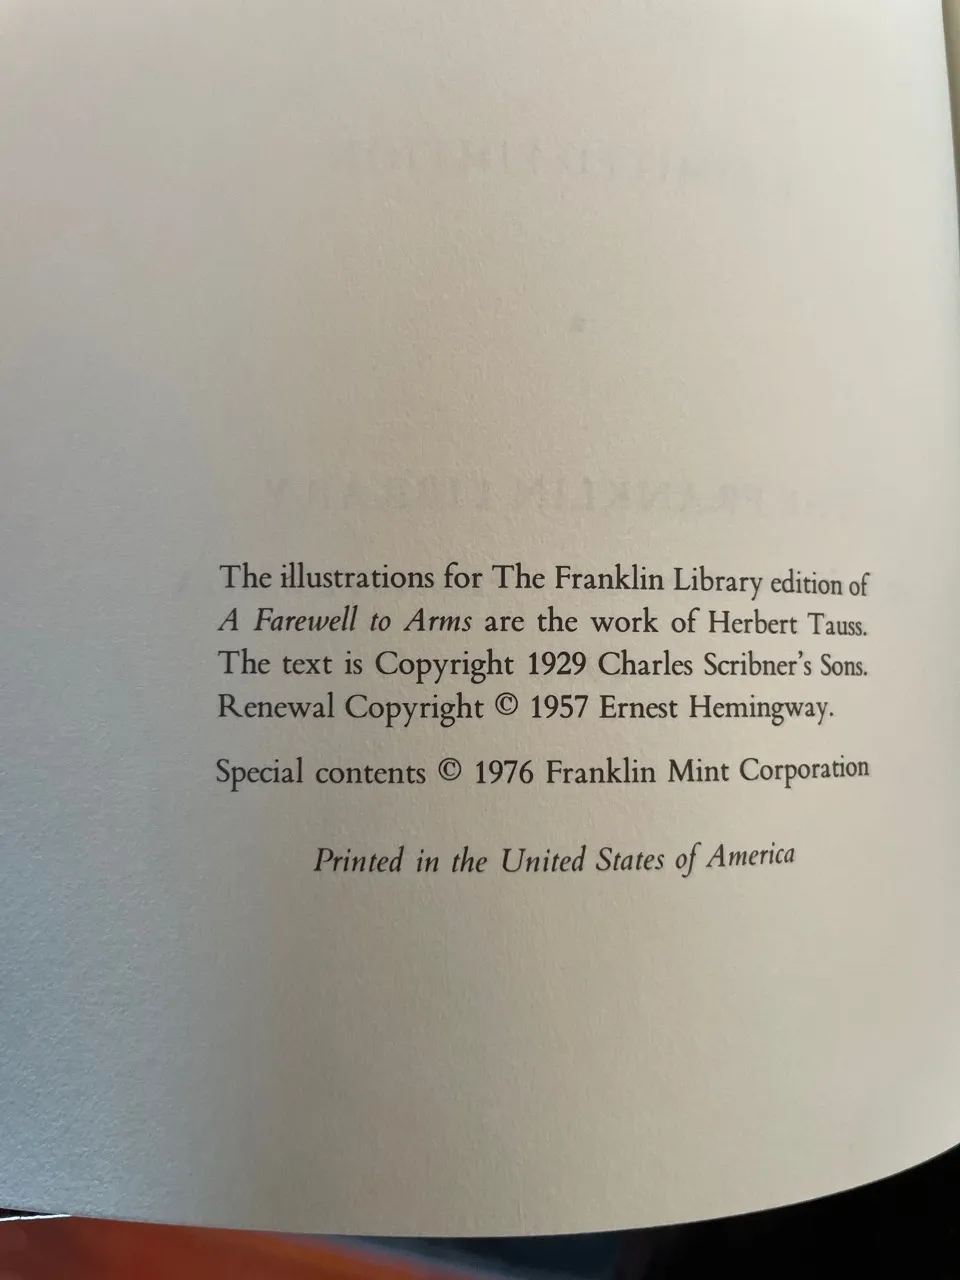 The illustrations for The Franklin Library edition of
A Farewell to Arms are the work of Herbert Tauss.
The text is Copyright 1929 Charles Scribner's Sons.
Renewal Copyright © 1957 Ernest Hemingway.
Special contents © 1976 Franklin Mint Corporation
Printed in the United States of America